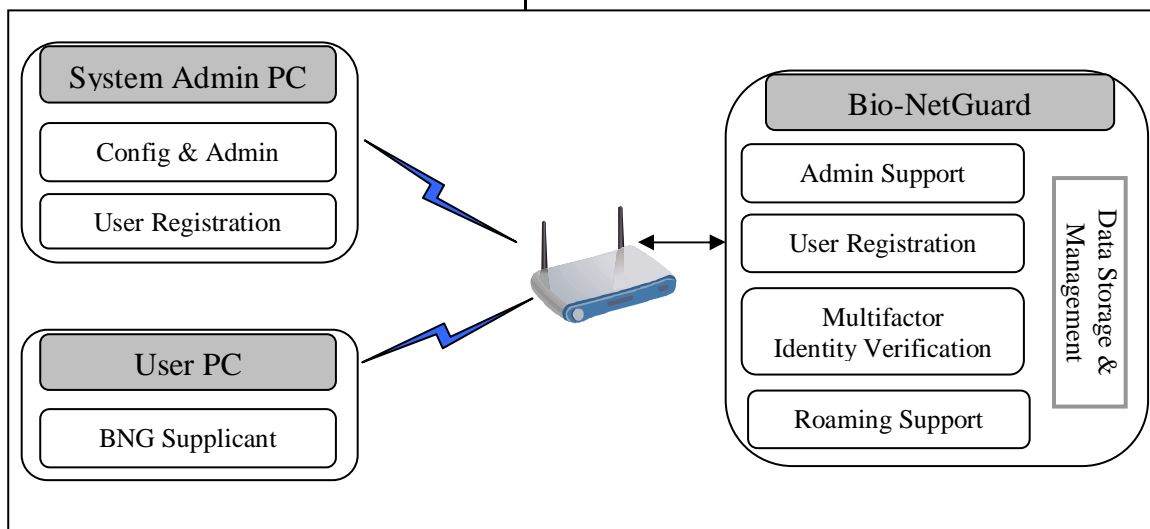 System Admin PC
Config & Admin
User Registration
User PC
BNG Supplicant
Bio-NetGuard
Admin Support
User Registration
Multifactor
Identity Verification
Roaming Support
Data Storage &
Management